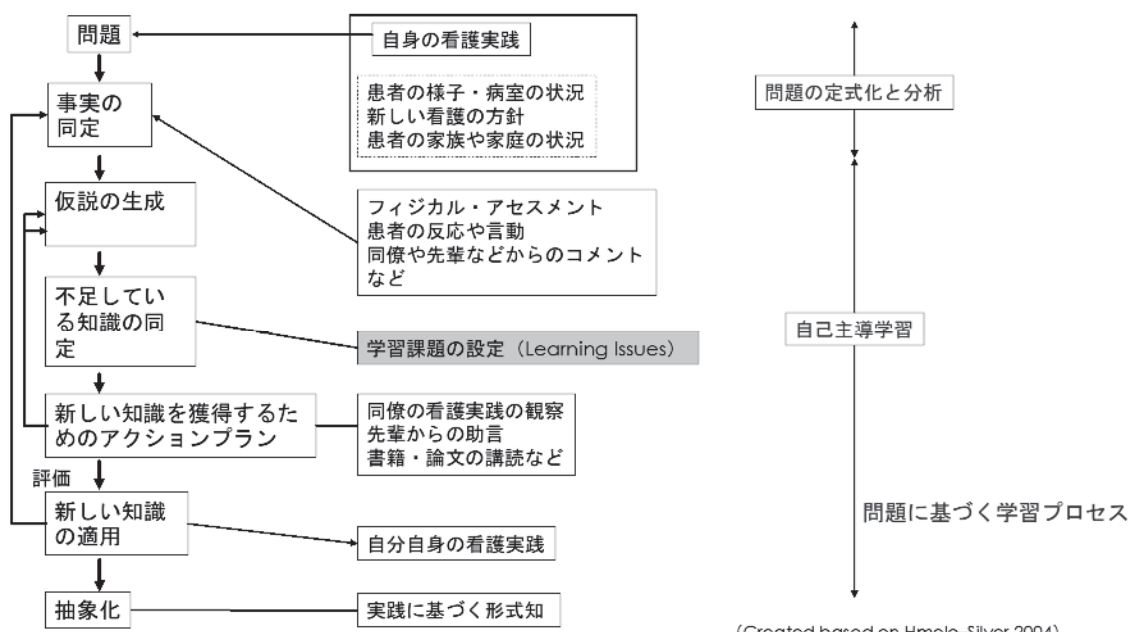 問題
自身の看護実践
患者の様子・病室の状況
新しい看護の方針
患者の家族や家庭の状況
問題の定式化と分析
事実の
同定
仮説の生成
フィジカル・アセスメント
患者の反応や言動
同僚や先輩などからのコメント
など
不足してい
る知識の同
定
学習課題の設定（Learning Issues）
自己主導学習
新しい知識を獲得するた
めのアクションプラン
同僚の看護実践の観察
先輩からの助言
書籍・論文の講読など
評価
新しい知識
の適用
自分自身の看護実践
問題に基づく学習プロセス
抽象化
実践に基づく形式知
(Created based on Hmelo-Silver 2004)